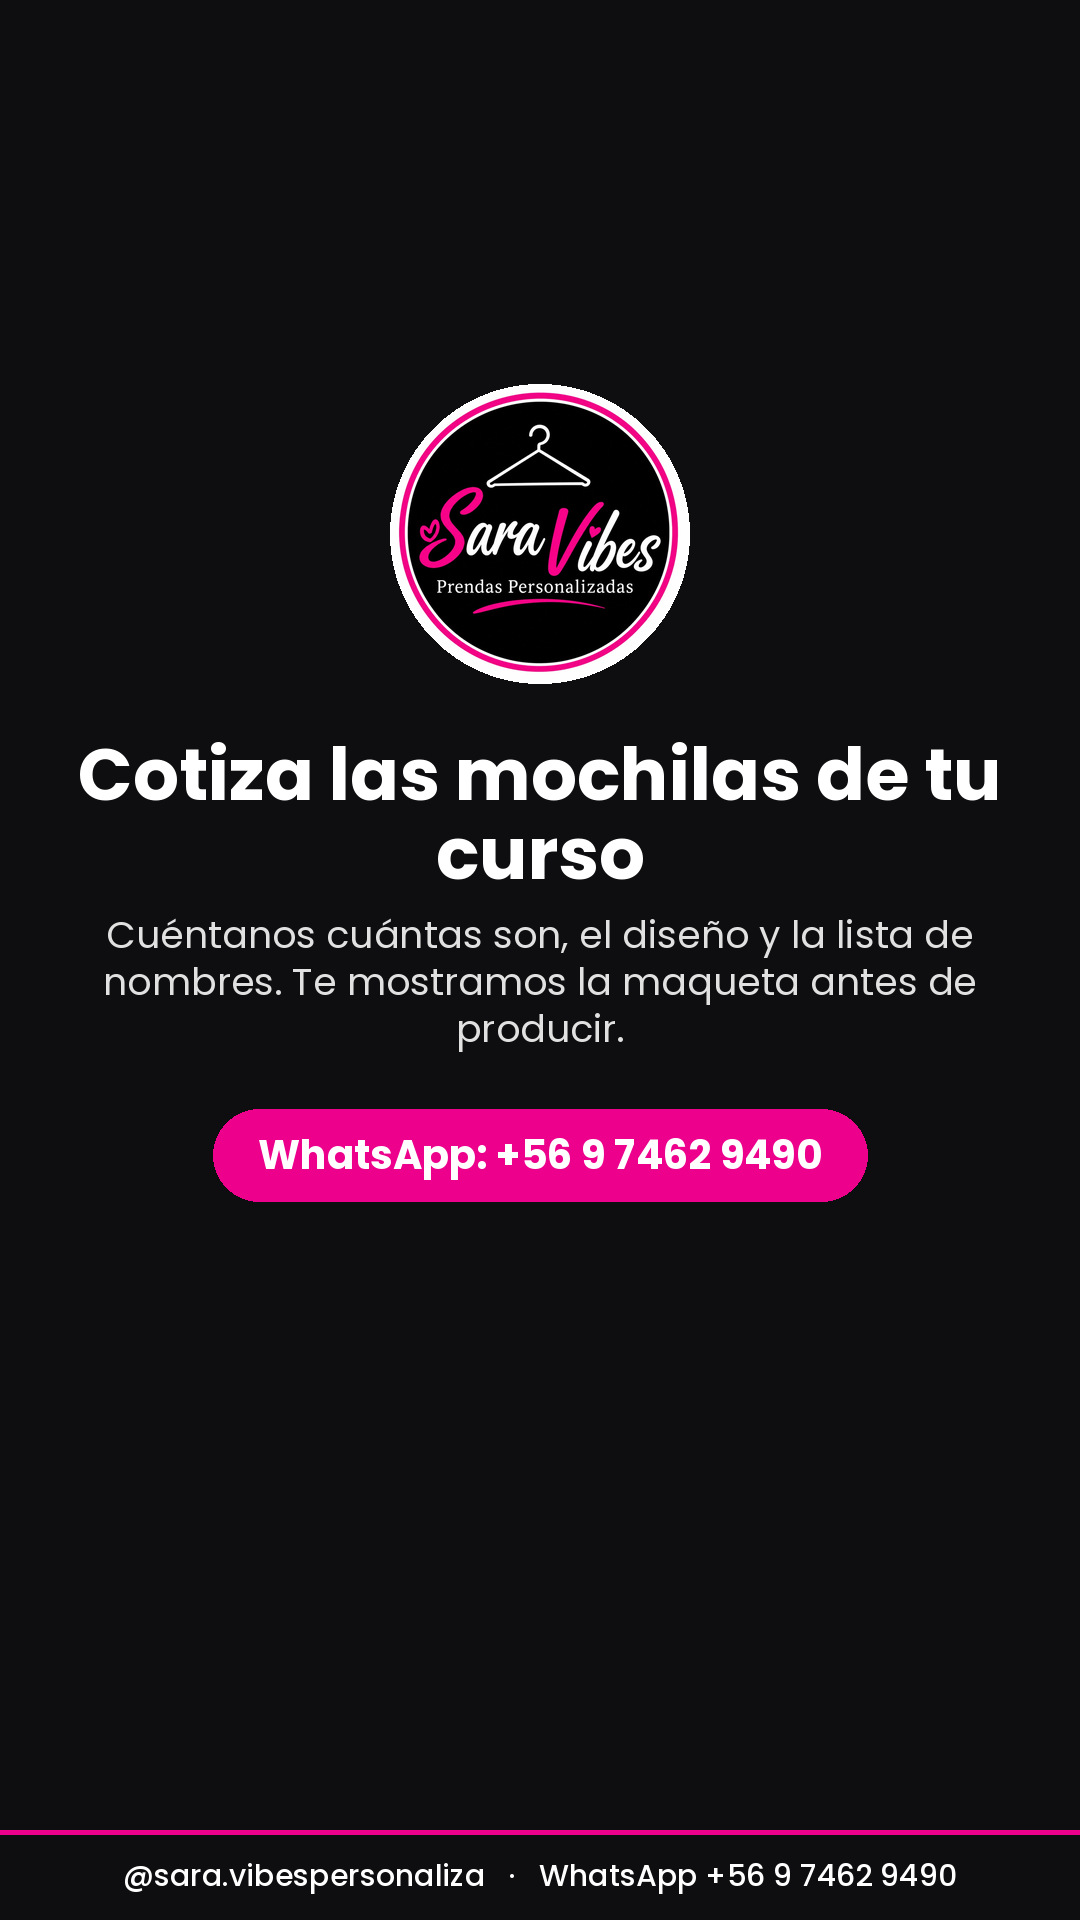 Sara Vibes
Prendas Personalizadas
Cotiza las mochilas de tu
curso
Cuéntanos cuántas son, el diseño y la lista de
nombres. Te mostramos la maqueta antes de
producir.
WhatsApp: +56 9 7462 9490
@sara.vibespersonaliza · WhatsApp +56 9 7462 9490